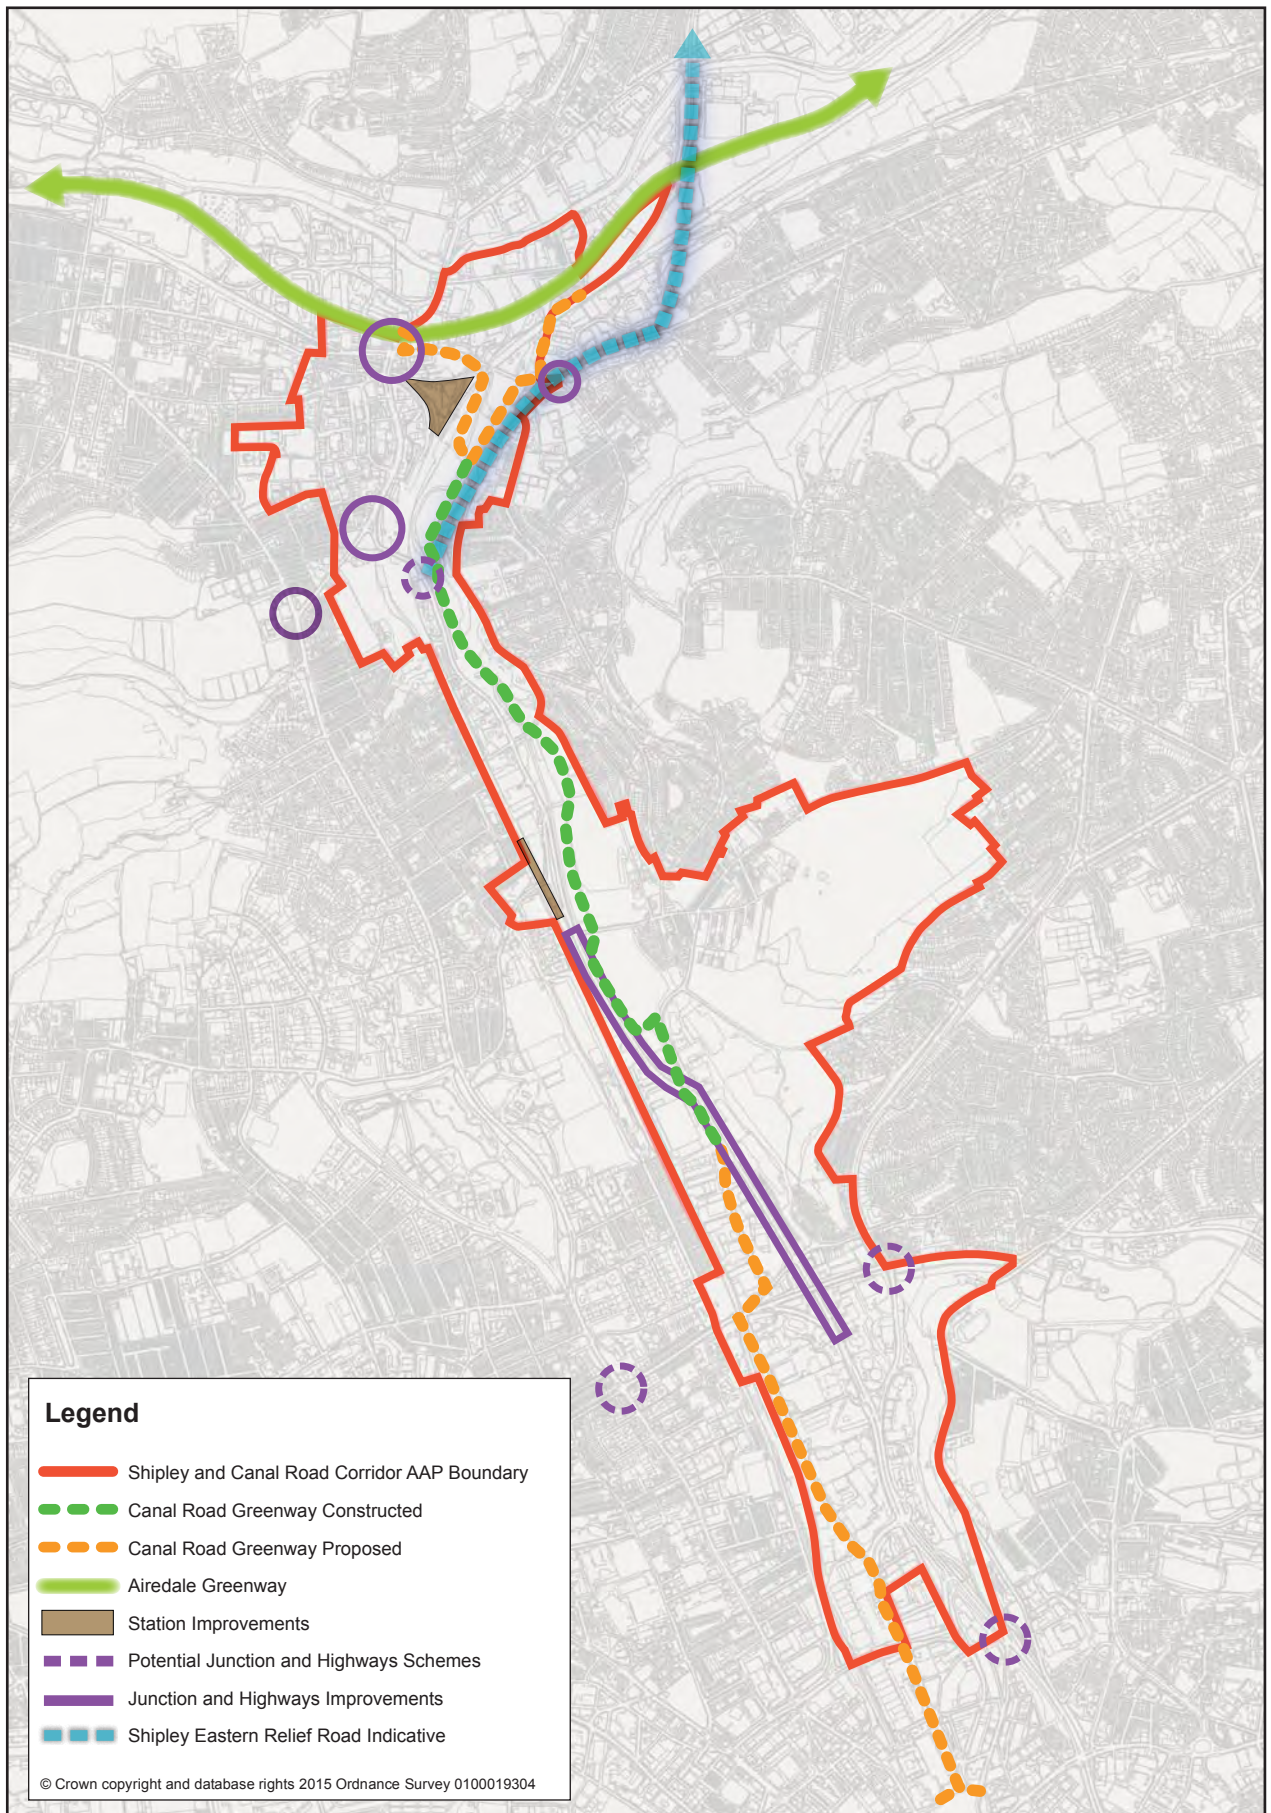 Legend
Shipley and Canal Road Corridor AAP Boundary
Canal Road Greenway Constructed
Canal Road Greenway Proposed
Airedale Greenway
Station Improvements
Potential Junction and Highways Schemes
Junction and Highways Improvements
Shipley Eastern Relief Road Indicative
© Crown copyright and database rights 2015 Ordnance Survey 0100019304